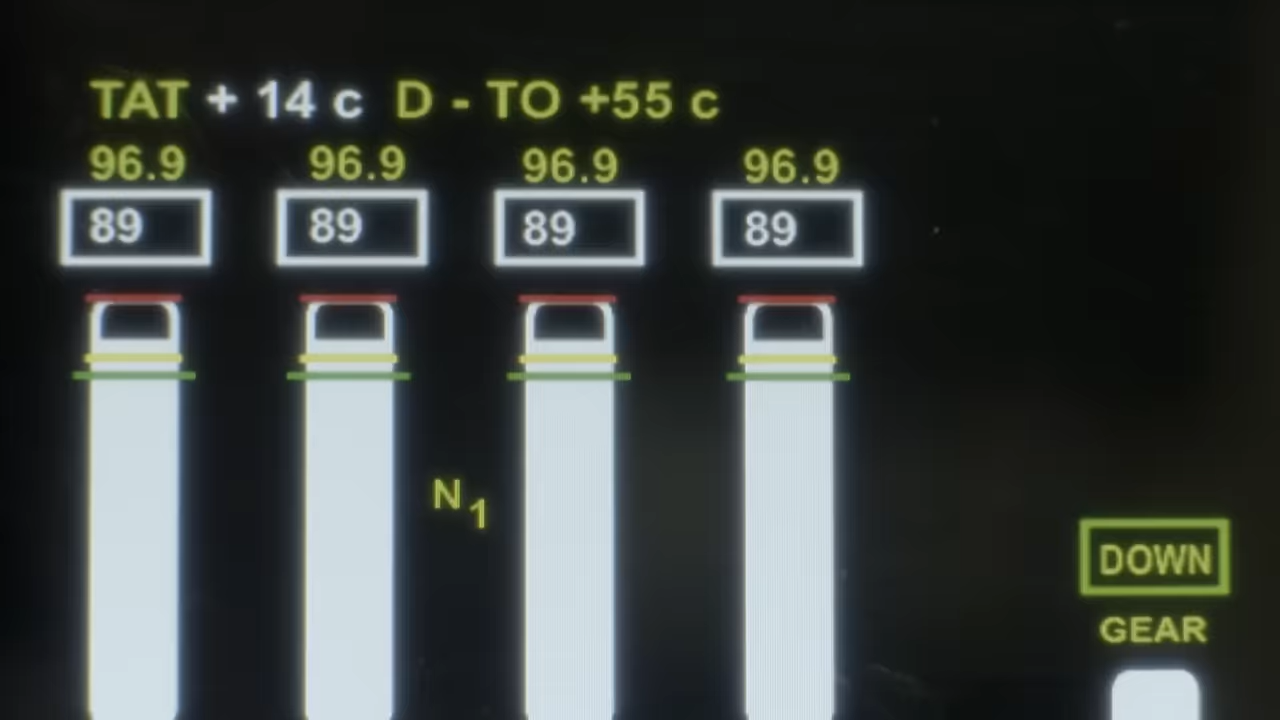 TAT + 14 c D - TO +55 c
96.9 96.9 96.9 96.9
89 89 89 89
N1
DOWN
GEAR